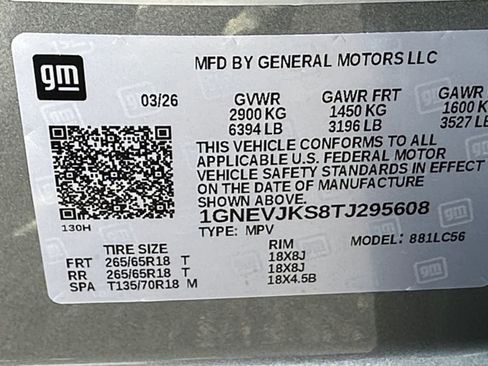 gm
MFD BY GENERAL MOTORS LLC
03/26 GVWR GAWR FRT GAWR
2900 KG 1450 KG 1600 K
6394 LB 3196 LB 3527 LB
THIS VEHICLE CONFORMS TO ALL
APPLICABLE U.S. FEDERAL MOTOR
VEHICLE SAFETY STANDARDS IN EFFECT
ON THE DATE OF MANUFACTURE
SHOWN ABOVE.
1GNEVJKS8TJ295608
130H TYPE: MPV MODEL: 881LC56
TIRE SIZE RIM
FRT 265/65R18 T 18X8J
RR 265/65R18 T 18X8J
SPA T135/70R18 M 18X4.5B